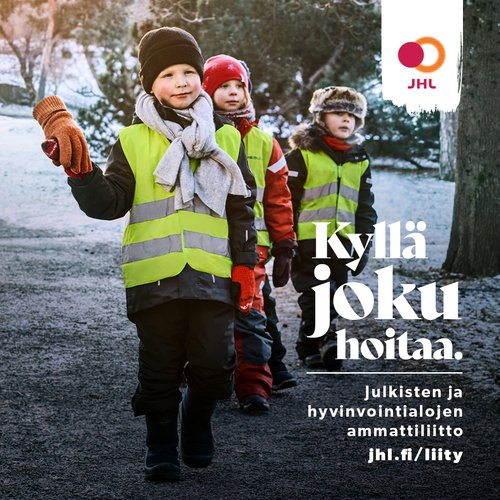 JHL
Kyllä
joku
hoitaa.
Julkisten ja
hyvinvointialojen
ammattiliitto
jhl.fi/liity